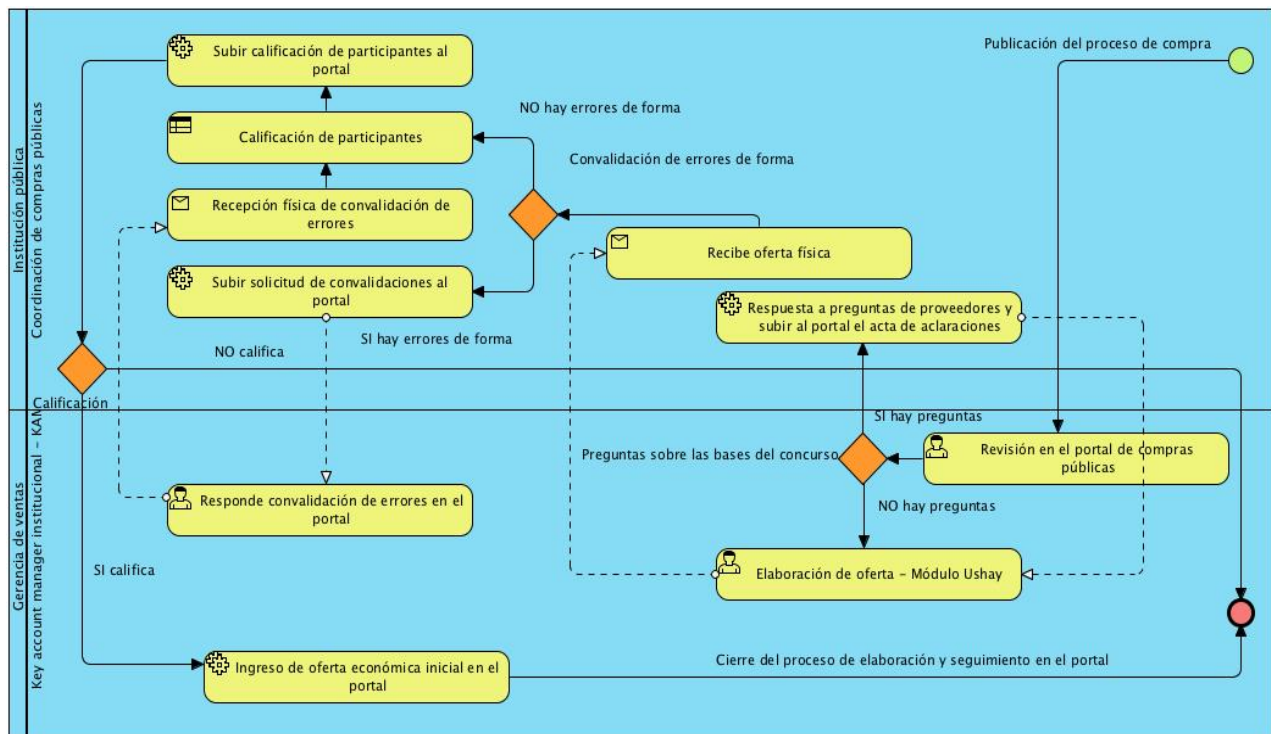 Institución pública
Coordinación de compras públicas
Subir calificación de participantes al
portal
Publicación del proceso de compra
NO hay errores de forma
Calificación de participantes
Convalidación de errores de forma
Recepción física de convalidación de
errores
Recibe oferta física
Subir solicitud de convalidaciones al
portal
Respuesta a preguntas de proveedores y
subir al portal el acta de aclaraciones
SI hay errores de forma
NO califica
Calificación
Gerencia de ventas
Key account manager institucional - KAM
SI hay preguntas
Preguntas sobre las bases del concurso
Revisión en el portal de compras
públicas
Responde convalidación de errores en el
portal
NO hay preguntas
SI califica
Elaboración de oferta - Módulo Ushay
Ingreso de oferta económica inicial en el
portal
Cierre del proceso de elaboración y seguimiento en el portal